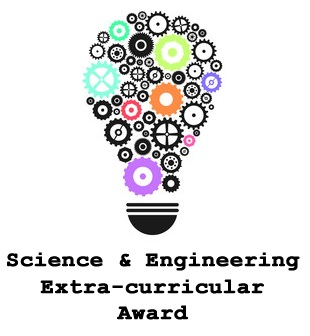 Science & Engineering
Extra-curricular
Award